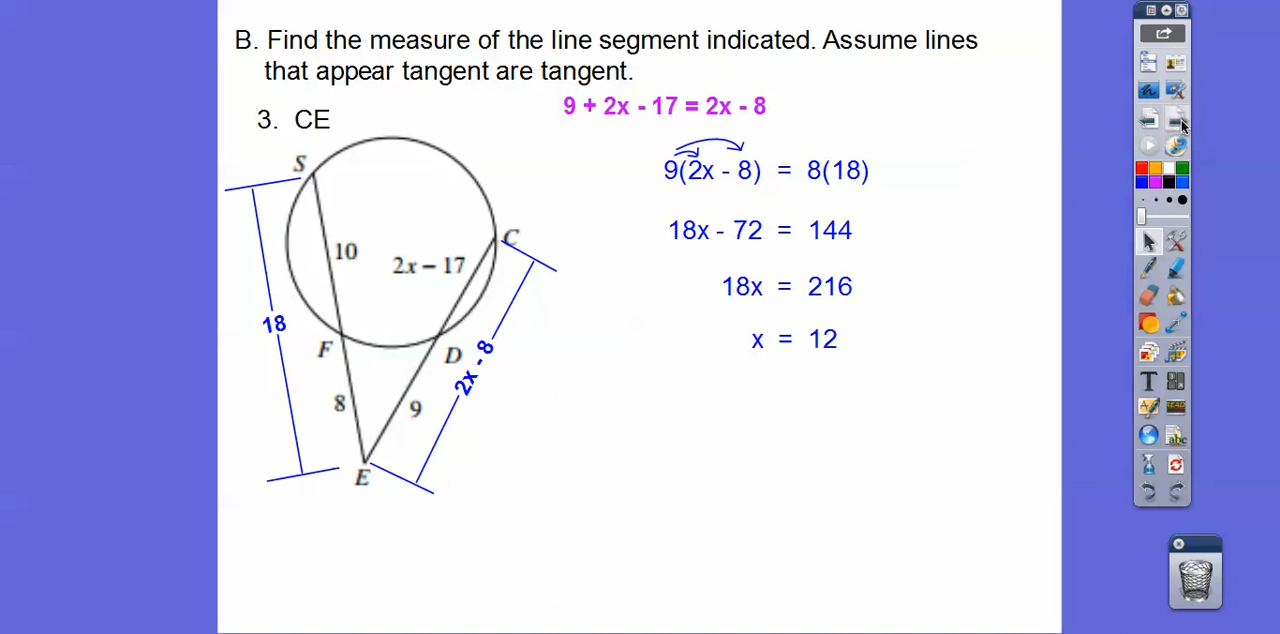 B. Find the measure of the line segment indicated. Assume lines
that appear tangent are tangent.
9 + 2x - 17 = 2x - 8
3. CE
S
9(2x - 8) = 8(18)
C
18x - 72 = 144
10
2x – 17
18x = 216
18
x = 12
F
D
2x - 8
8
9
E